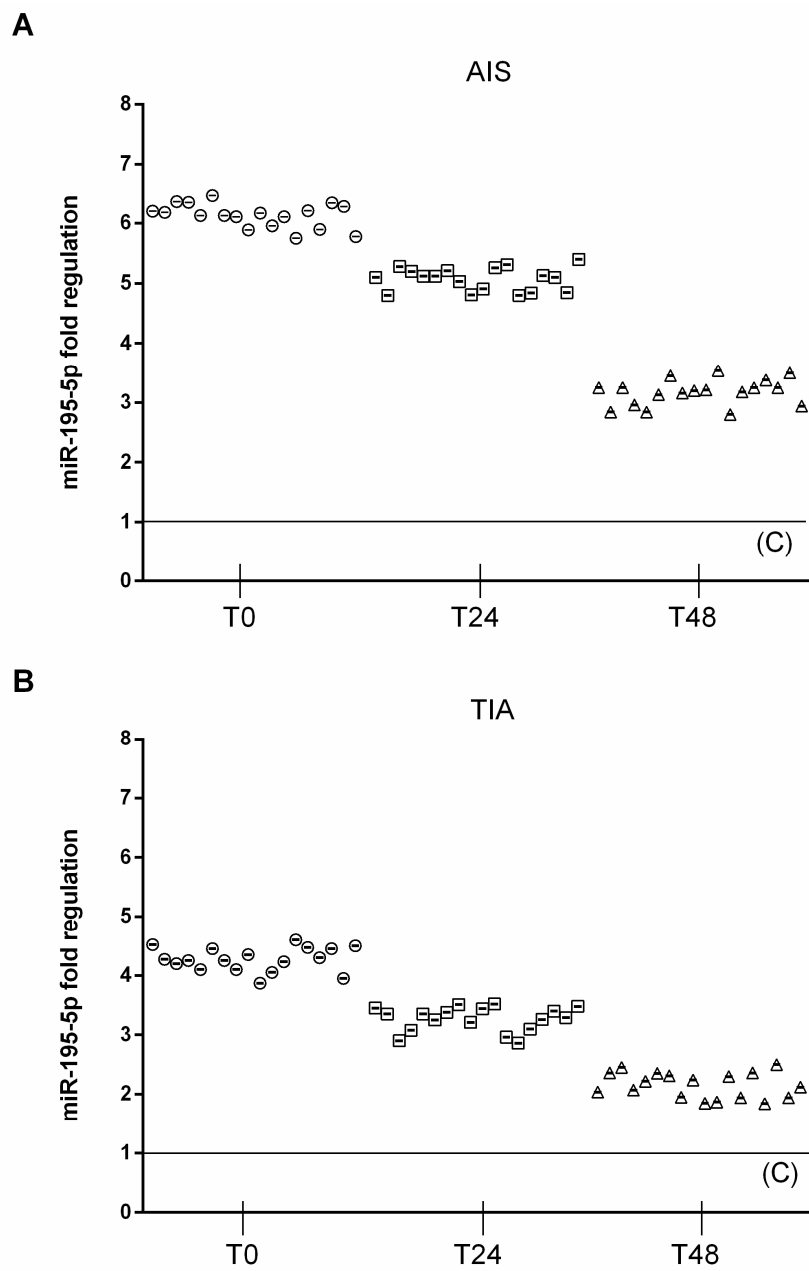 A
AIS
miR-195-5p fold regulation
8
7
6
5
4
3
2
1
0
(C)
T0 T24 T48
B
TIA
miR-195-5p fold regulation
8
7
6
5
4
3
2
1
0
(C)
T0 T24 T48